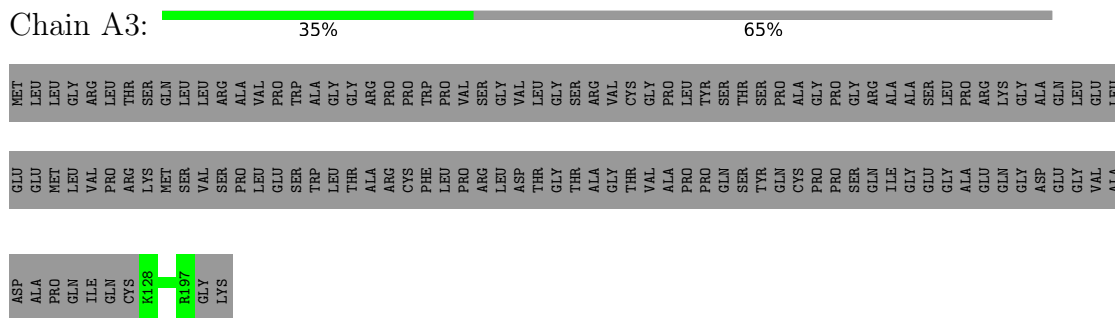 Chain A3:
35% 65%
MET LEU LEU GLY ARG LEU THR SER GLN LEU LEU ARG ALA VAL PRO TRP ALA GLY GLY ARG PRO PRO TRP PRO VAL SER GLY VAL LEU GLY SER ARG VAL CYS GLY PRO LEU TYR SER THR SER PRO ALA GLY PRO GLY ARG ALA ALA SER LEU PRO ARG LYS GLY ALA GLN LEU GLU LEU
GLU GLU MET LEU VAL PRO ARG LYS MET SER VAL SER PRO LEU GLU SER TRP LEU THR ALA ARG CYS PHE LEU PRO ARG LEU ASP THR GLY THR ALA GLY THR VAL ALA PRO PRO GLN SER TYR GLN CYS PRO PRO SER GLN ILE GLY GLU GLY ALA GLU GLN GLY ASP GLU GLY VAL ALA
ASP ALA PRO GLN ILE GLN CYS K128 R197 GLY LYS